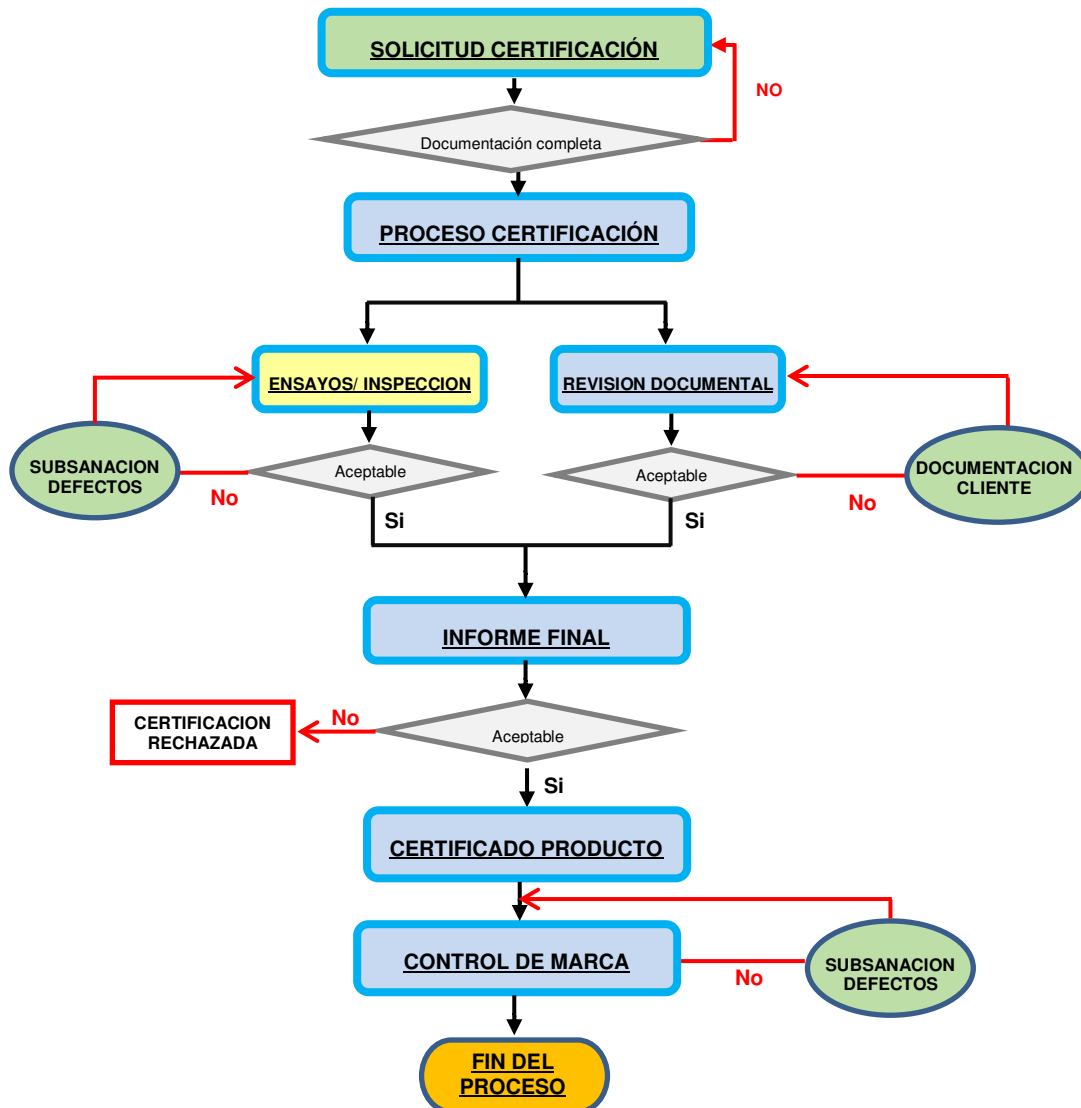 SOLICITUD CERTIFICACIÓN
NO
Documentación completa
PROCESO CERTIFICACIÓN
ENSAYOS/ INSPECCION
REVISION DOCUMENTAL
SUBSANACION
DEFECTOS
No
Aceptable
Aceptable
No
DOCUMENTACION
CLIENTE
Si
Si
INFORME FINAL
CERTIFICACION
RECHAZADA
No
Aceptable
Si
CERTIFICADO PRODUCTO
CONTROL DE MARCA
No
SUBSANACION
DEFECTOS
FIN DEL
PROCESO